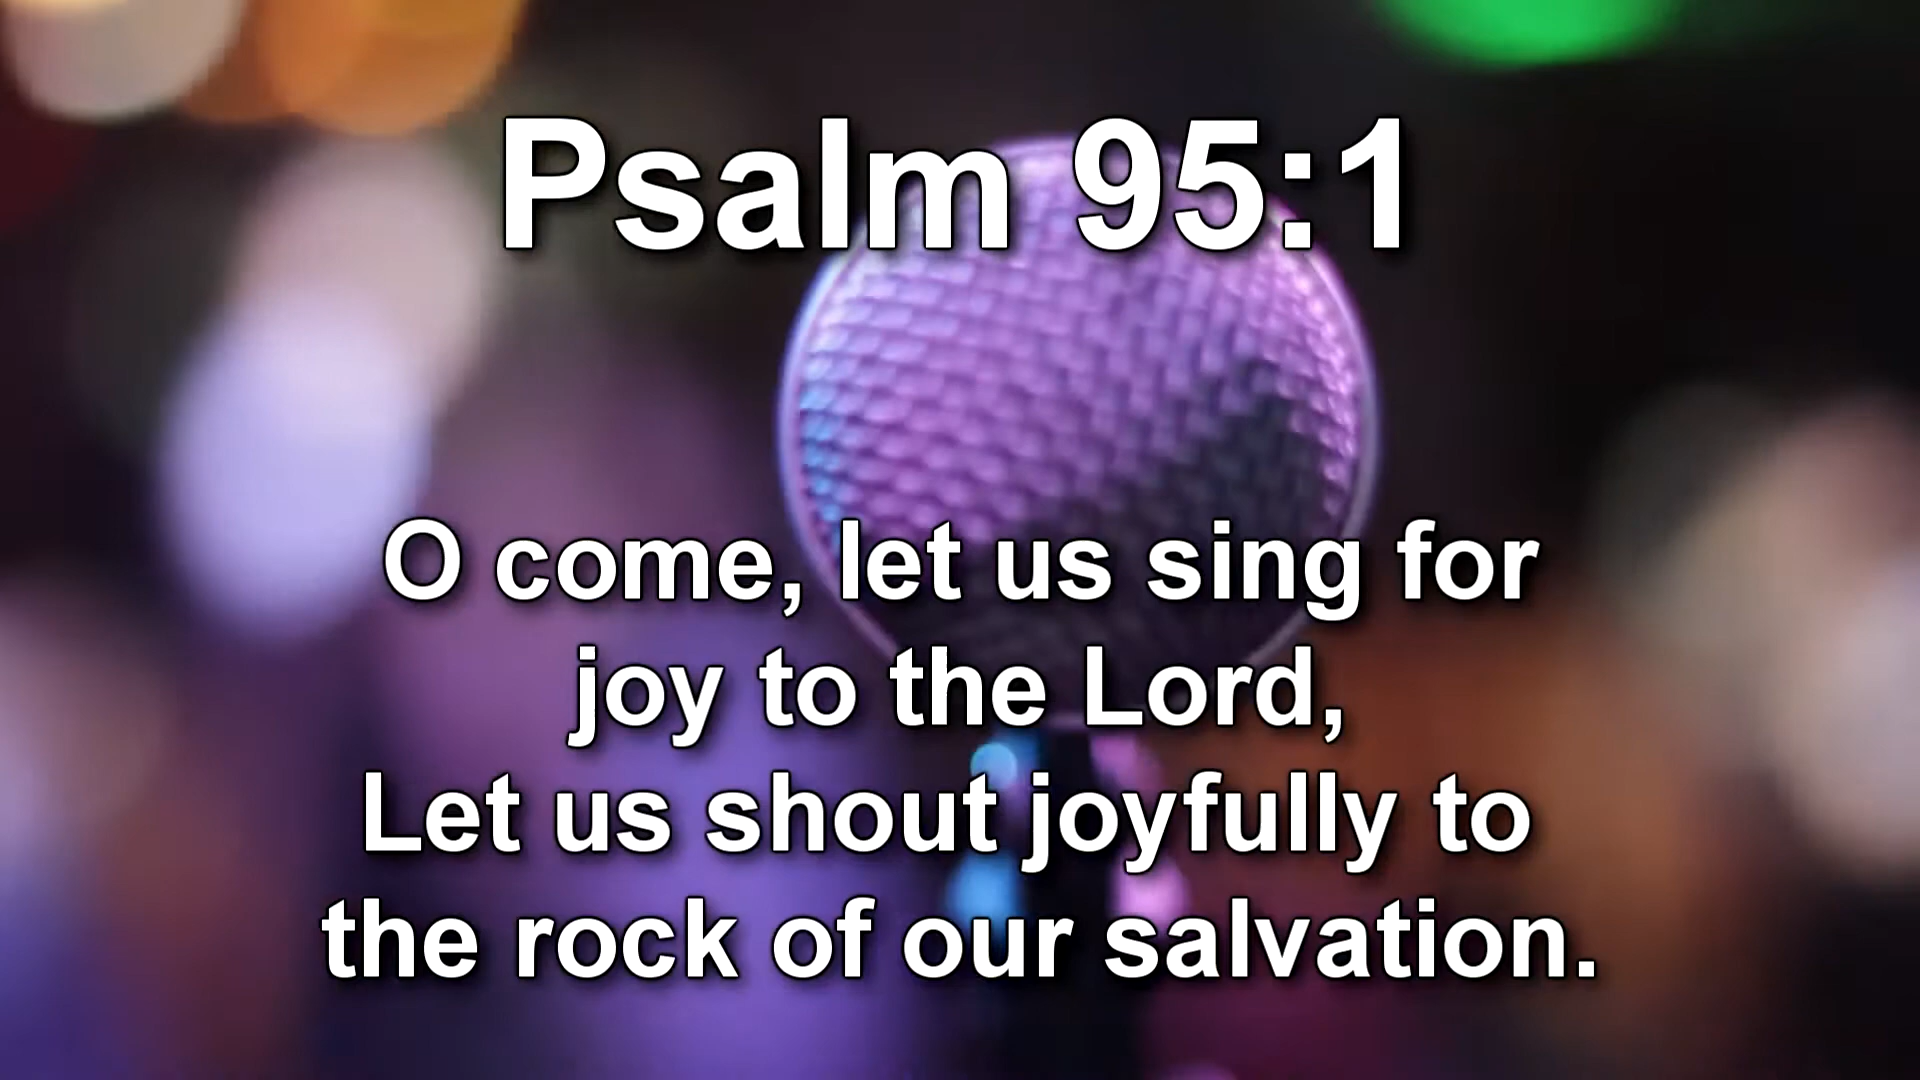 Psalm 95:1
O come, let us sing for
joy to the Lord,
Let us shout joyfully to
the rock of our salvation.